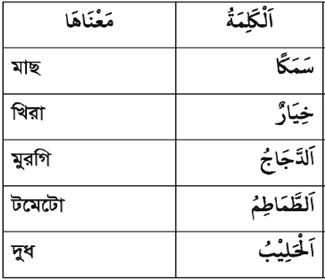 اَلْكَلِمَةُ مَعْنَاهَا
سَمَكًا মাছ
خِيَارٌ খিরা
اَلدَّجَاجُ মুরগি
اَلطَّمَاطِمُ টমেটো
اَلْحَلِيْبُ দুধ